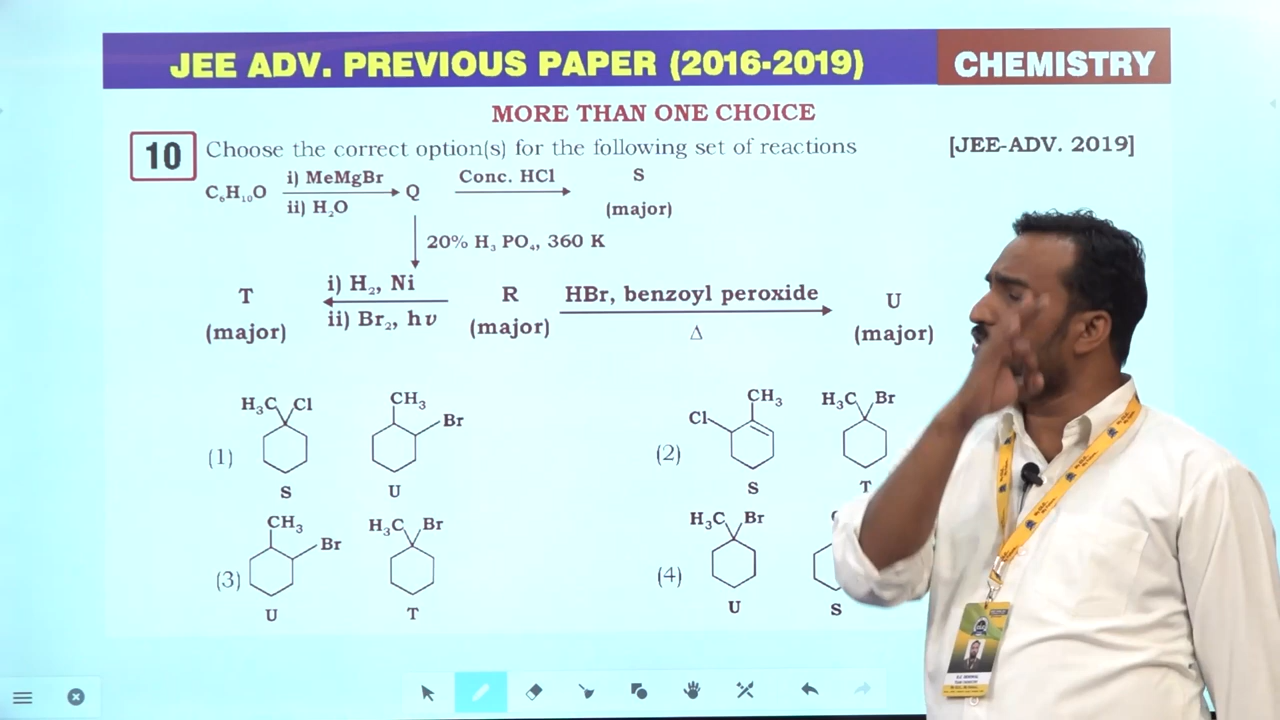 JEE ADV. PREVIOUS PAPER (2016-2019) CHEMISTRY
MORE THAN ONE CHOICE
10 Choose the correct option(s) for the following set of reactions [JEE-ADV. 2019]
C₆H₁₀O i) MeMgBr ii) H₂O Q Conc. HCl S
(major)
20% H₃ PO₄, 360 K
T i) H₂, Ni R HBr, benzoyl peroxide U
(major) ii) Br₂, hν (major) Δ (major)
(1) H₃C Cl S CH₃ Br U
(2) Cl CH₃ S H₃C Br T
(3) CH₃ Br U H₃C Br T
(4) H₃C Br U S